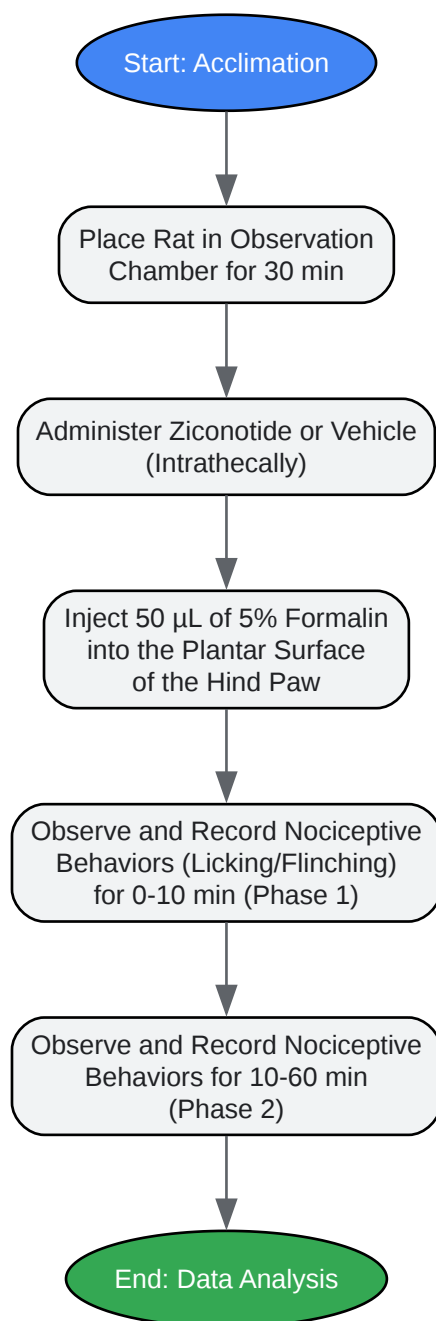 Start: Acclimation
Place Rat in Observation
Chamber for 30 min
Administer Ziconotide or Vehicle
(Intrathecally)
Inject 50 µL of 5% Formalin
into the Plantar Surface
of the Hind Paw
Observe and Record Nociceptive
Behaviors (Licking/Flinching)
for 0-10 min (Phase 1)
Observe and Record Nociceptive
Behaviors for 10-60 min
(Phase 2)
End: Data Analysis